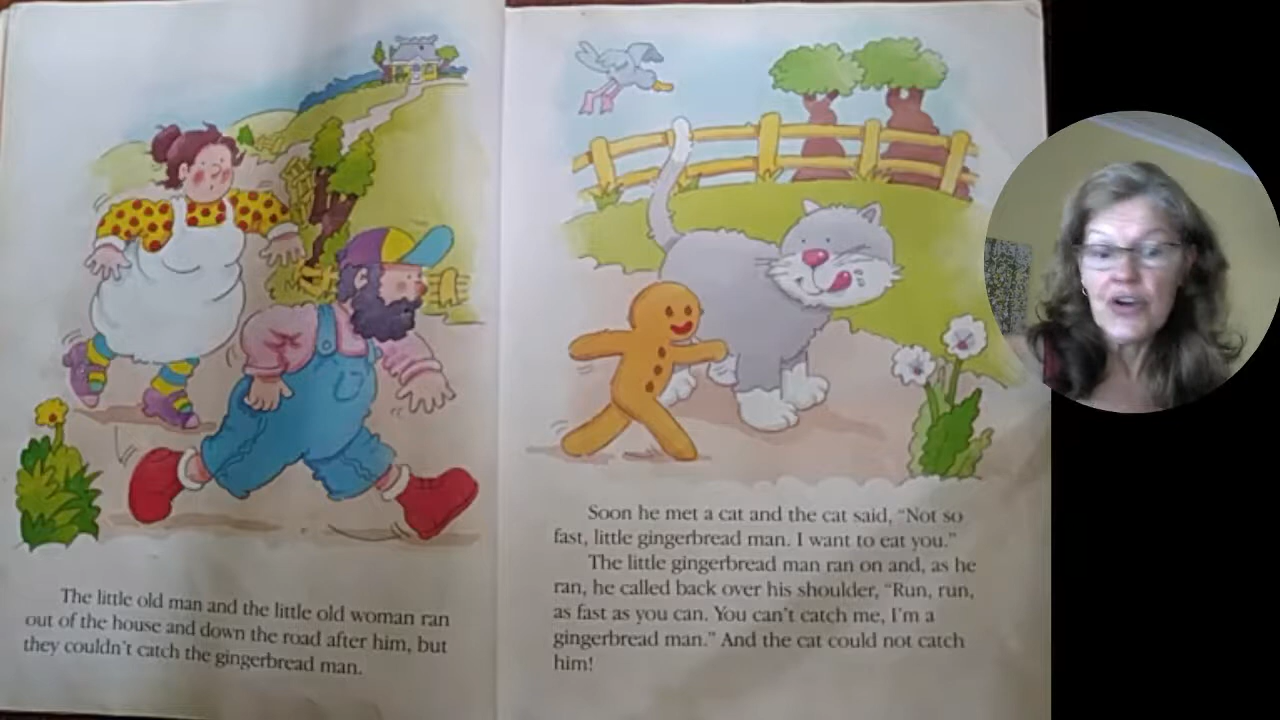 The little old man and the little old woman ran
out of the house and down the road after him, but
they couldn't catch the gingerbread man.
Soon he met a cat and the cat said, "Not so
fast, little gingerbread man. I want to eat you."
The little gingerbread man ran on and, as he
ran, he called back over his shoulder, "Run, run,
as fast as you can. You can't catch me, I'm a
gingerbread man." And the cat could not catch
him!